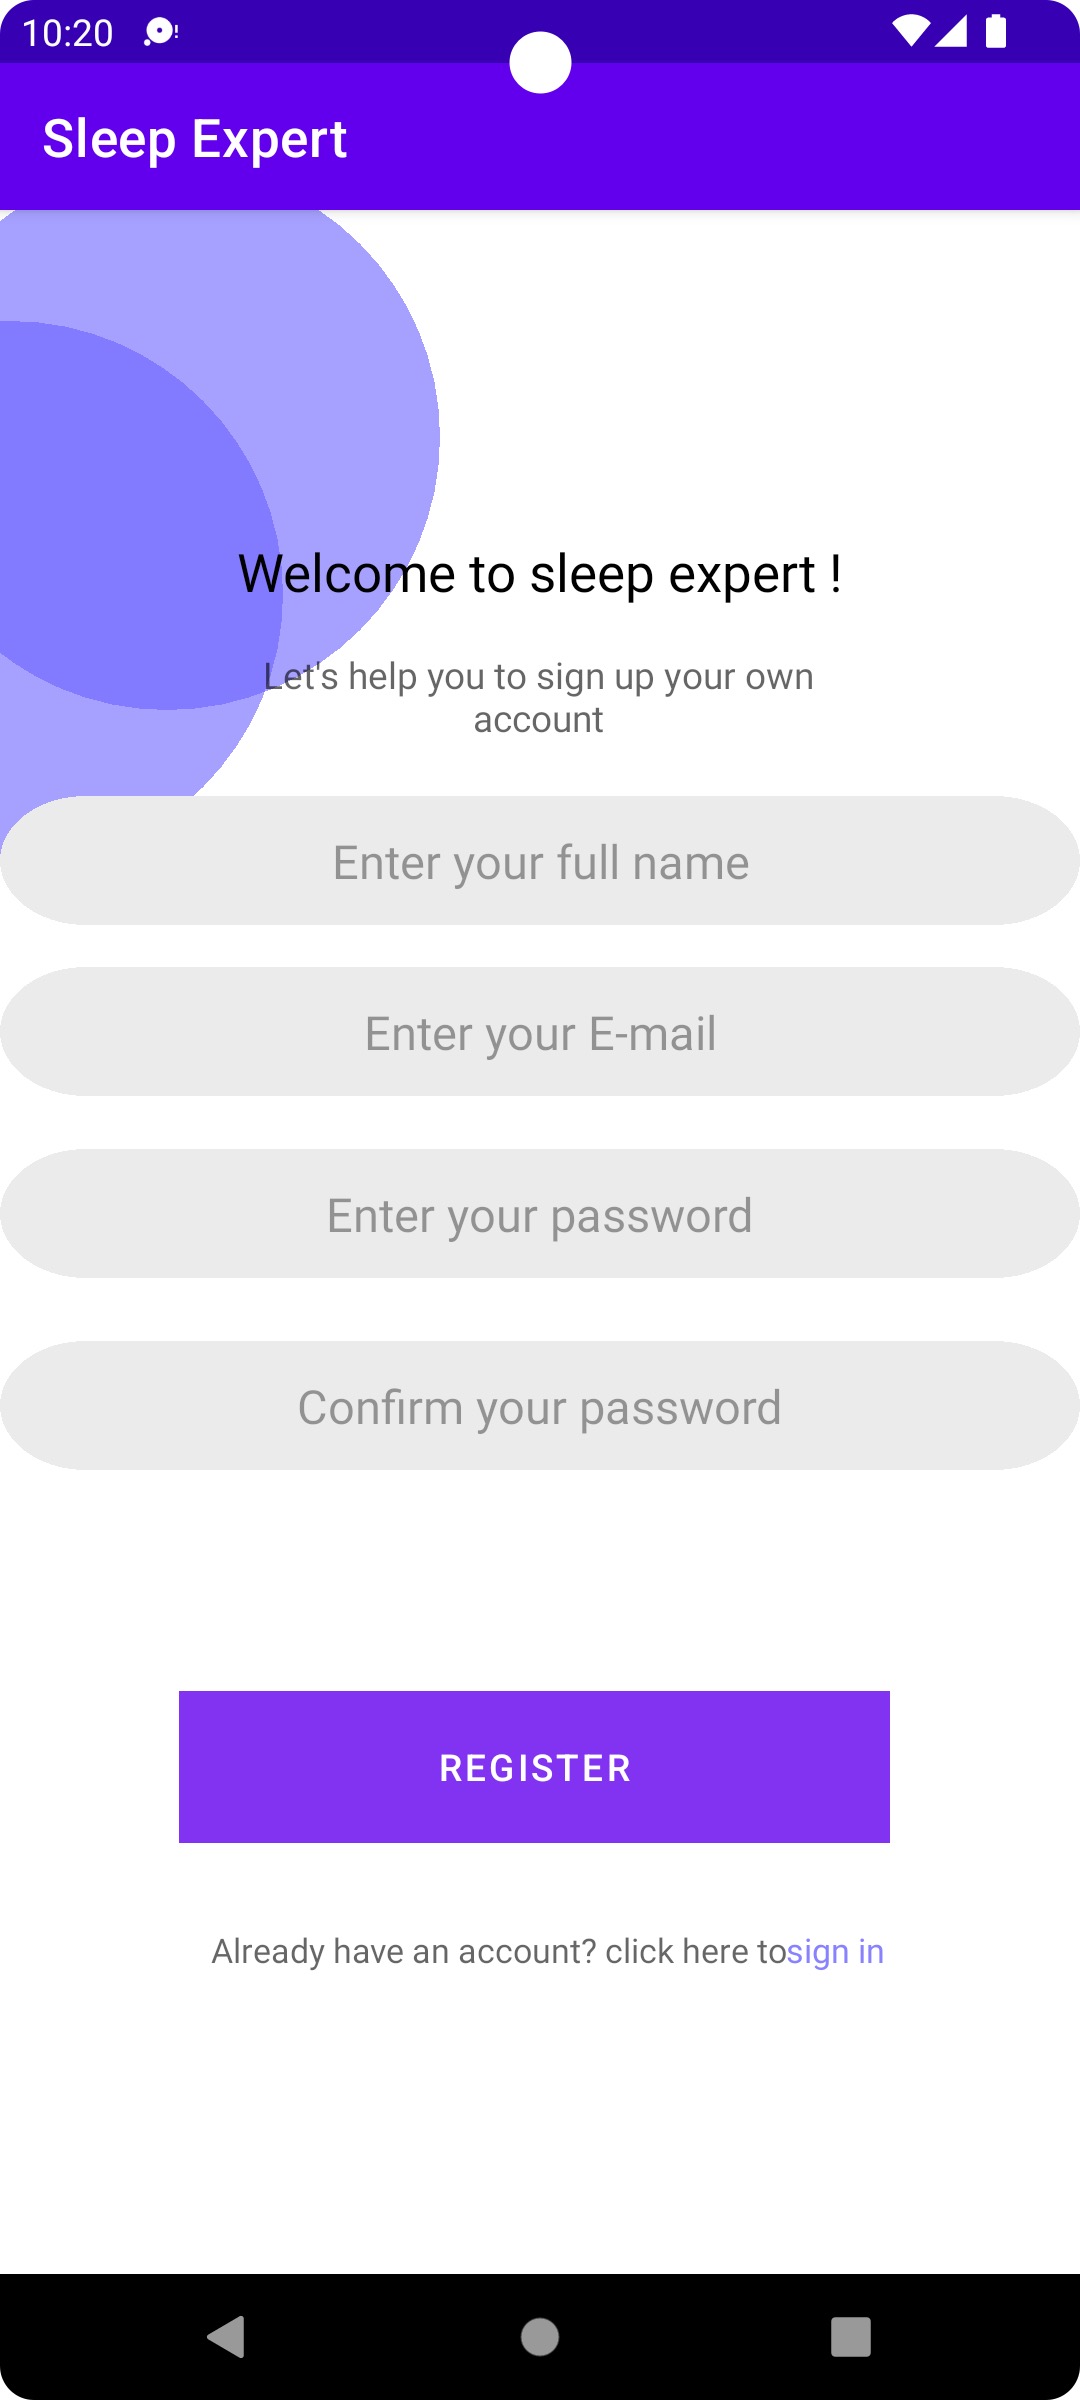 10:20
Sleep Expert
Welcome to sleep expert !
Let's help you to sign up your own
account
Enter your full name
Enter your E-mail
Enter your password
Confirm your password
REGISTER
Already have an account? click here tosign in